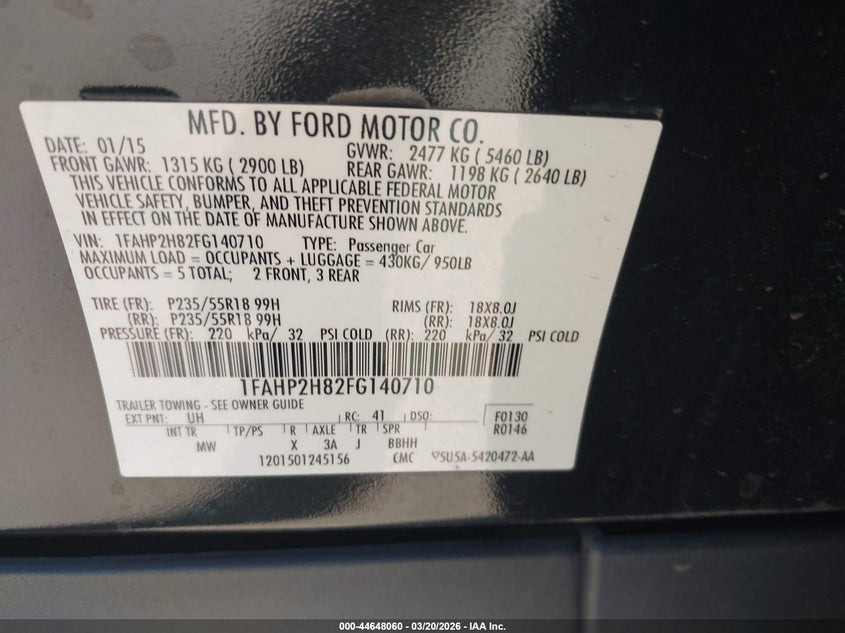 MFD. BY FORD MOTOR CO.
DATE: 01/15 GVWR: 2477 KG ( 5460 LB)
FRONT GAWR: 1315 KG ( 2900 LB) REAR GAWR: 1198 KG ( 2640 LB)
THIS VEHICLE CONFORMS TO ALL APPLICABLE FEDERAL MOTOR
VEHICLE SAFETY, BUMPER, AND THEFT PREVENTION STANDARDS
IN EFFECT ON THE DATE OF MANUFACTURE SHOWN ABOVE.
VIN: 1FAHP2H82FG140710 TYPE: Passenger Car
MAXIMUM LOAD = OCCUPANTS + LUGGAGE = 430KG/ 950LB
OCCUPANTS = 5 TOTAL; 2 FRONT, 3 REAR
TIRE (FR): P235/55R18 99H RIMS (FR): 18X8.0J
(RR): P235/55R18 99H (RR): 18X8.0J
PRESSURE (FR): 220 kPa/ 32 PSI COLD (RR): 220 kPa/ 32 PSI COLD
1FAHP2H82FG140710
TRAILER TOWING - SEE OWNER GUIDE
EXT PNT: UH RC: 41 DSO: F0130
INT TR TP/PS R AXLE TR SPR R0146
MW X 3A J BBHH
1201501245156 CMC ▽5U5A-5420472-AA
000-44648060 — 03/20/2026 — IAA Inc.